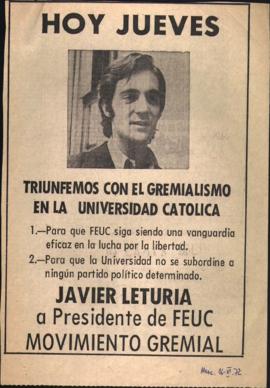 HOY JUEVES
TRIUNFEMOS CON EL GREMIALISMO
EN LA UNIVERSIDAD CATOLICA
1.—Para que FEUC siga siendo una vanguardia
eficaz en la lucha por la libertad.
2.—Para que la Universidad no se subordine a
ningún partido político determinado.
JAVIER LETURIA
a Presidente de FEUC
MOVIMIENTO GREMIAL